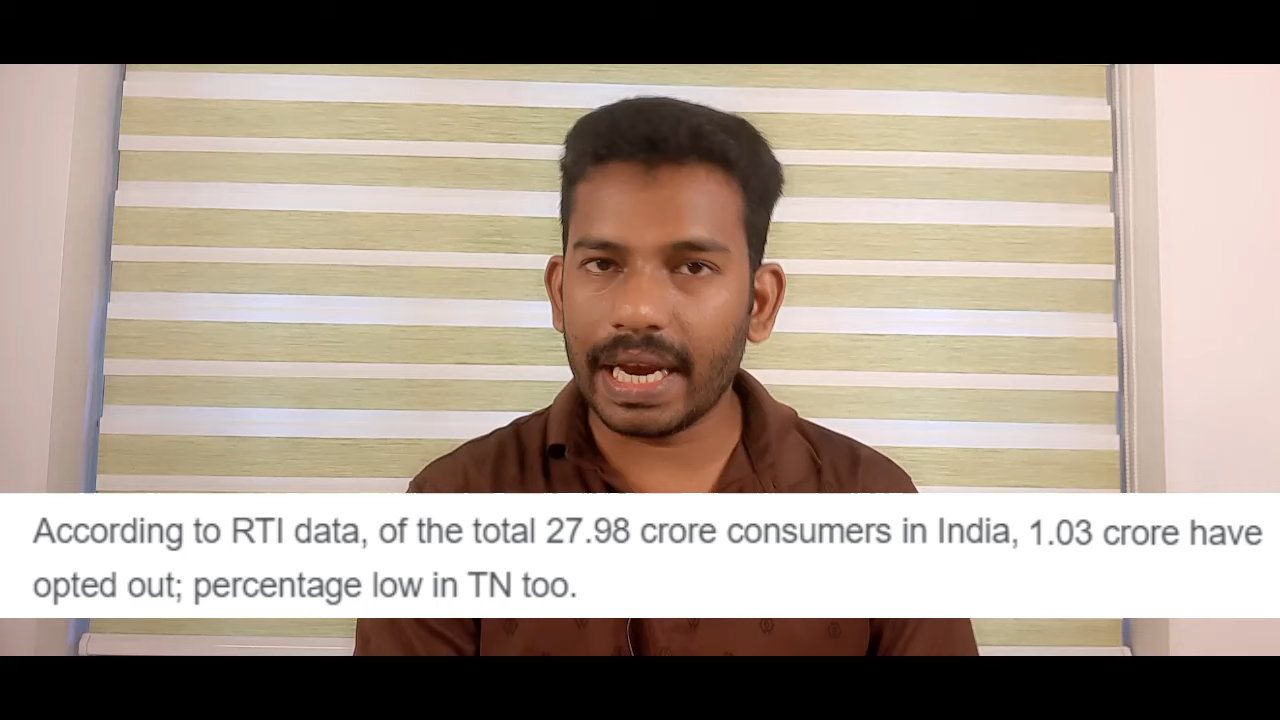 According to RTI data, of the total 27.98 crore consumers in India, 1.03 crore have
opted out; percentage low in TN too.